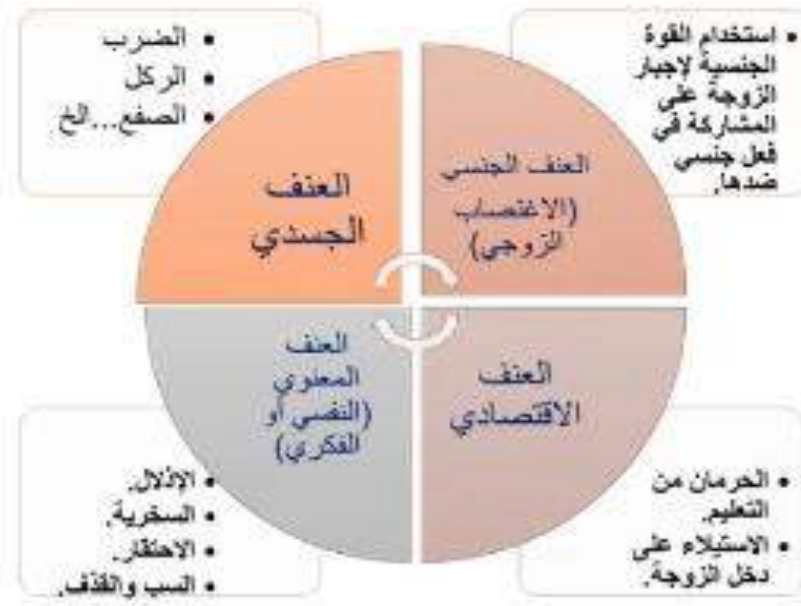 • استخدام القوة
الجنسية لإجبار
الزوجة على
المشاركة في
فعل جنسي
ضدها.
العنف الجنسي
(الاغتصاب
الزوجي)
• الضرب
• الركل
• الصفع...الخ
العنف
الجسدي
العنف
الاقتصادي
• الحرمان من
التعليم.
• الاستيلاء على
دخل الزوجة.
العنف
المعنوي
(النفسي أو
الفكري)
• الإذلال.
• السخرية.
• الاحتقار.
• السب والقذف.